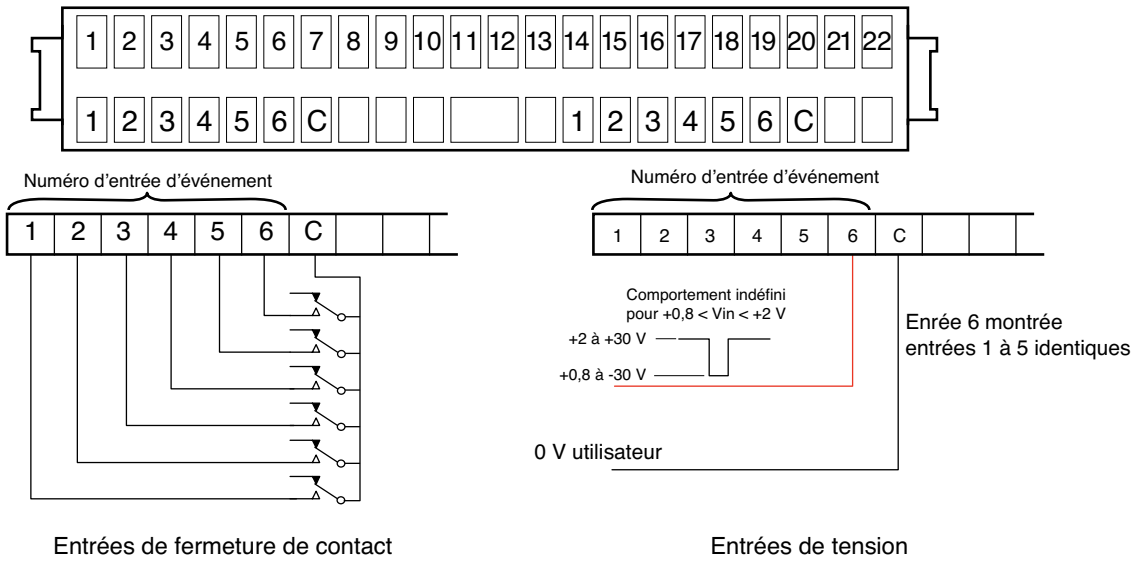 1 2 3 4 5 6 7 8 9 10 11 12 13 14 15 16 17 18 19 20 21 22
1 2 3 4 5 6 C 1 2 3 4 5 6 C
Numéro d'entrée d'événement
1 2 3 4 5 6 C
Entrées de fermeture de contact
Numéro d'entrée d'événement
1 2 3 4 5 6 C
Comportement indéfini
pour +0,8 < Vin < +2 V
+2 à +30 V
+0,8 à -30 V
Enrée 6 montrée
entrées 1 à 5 identiques
0 V utilisateur
Entrées de tension